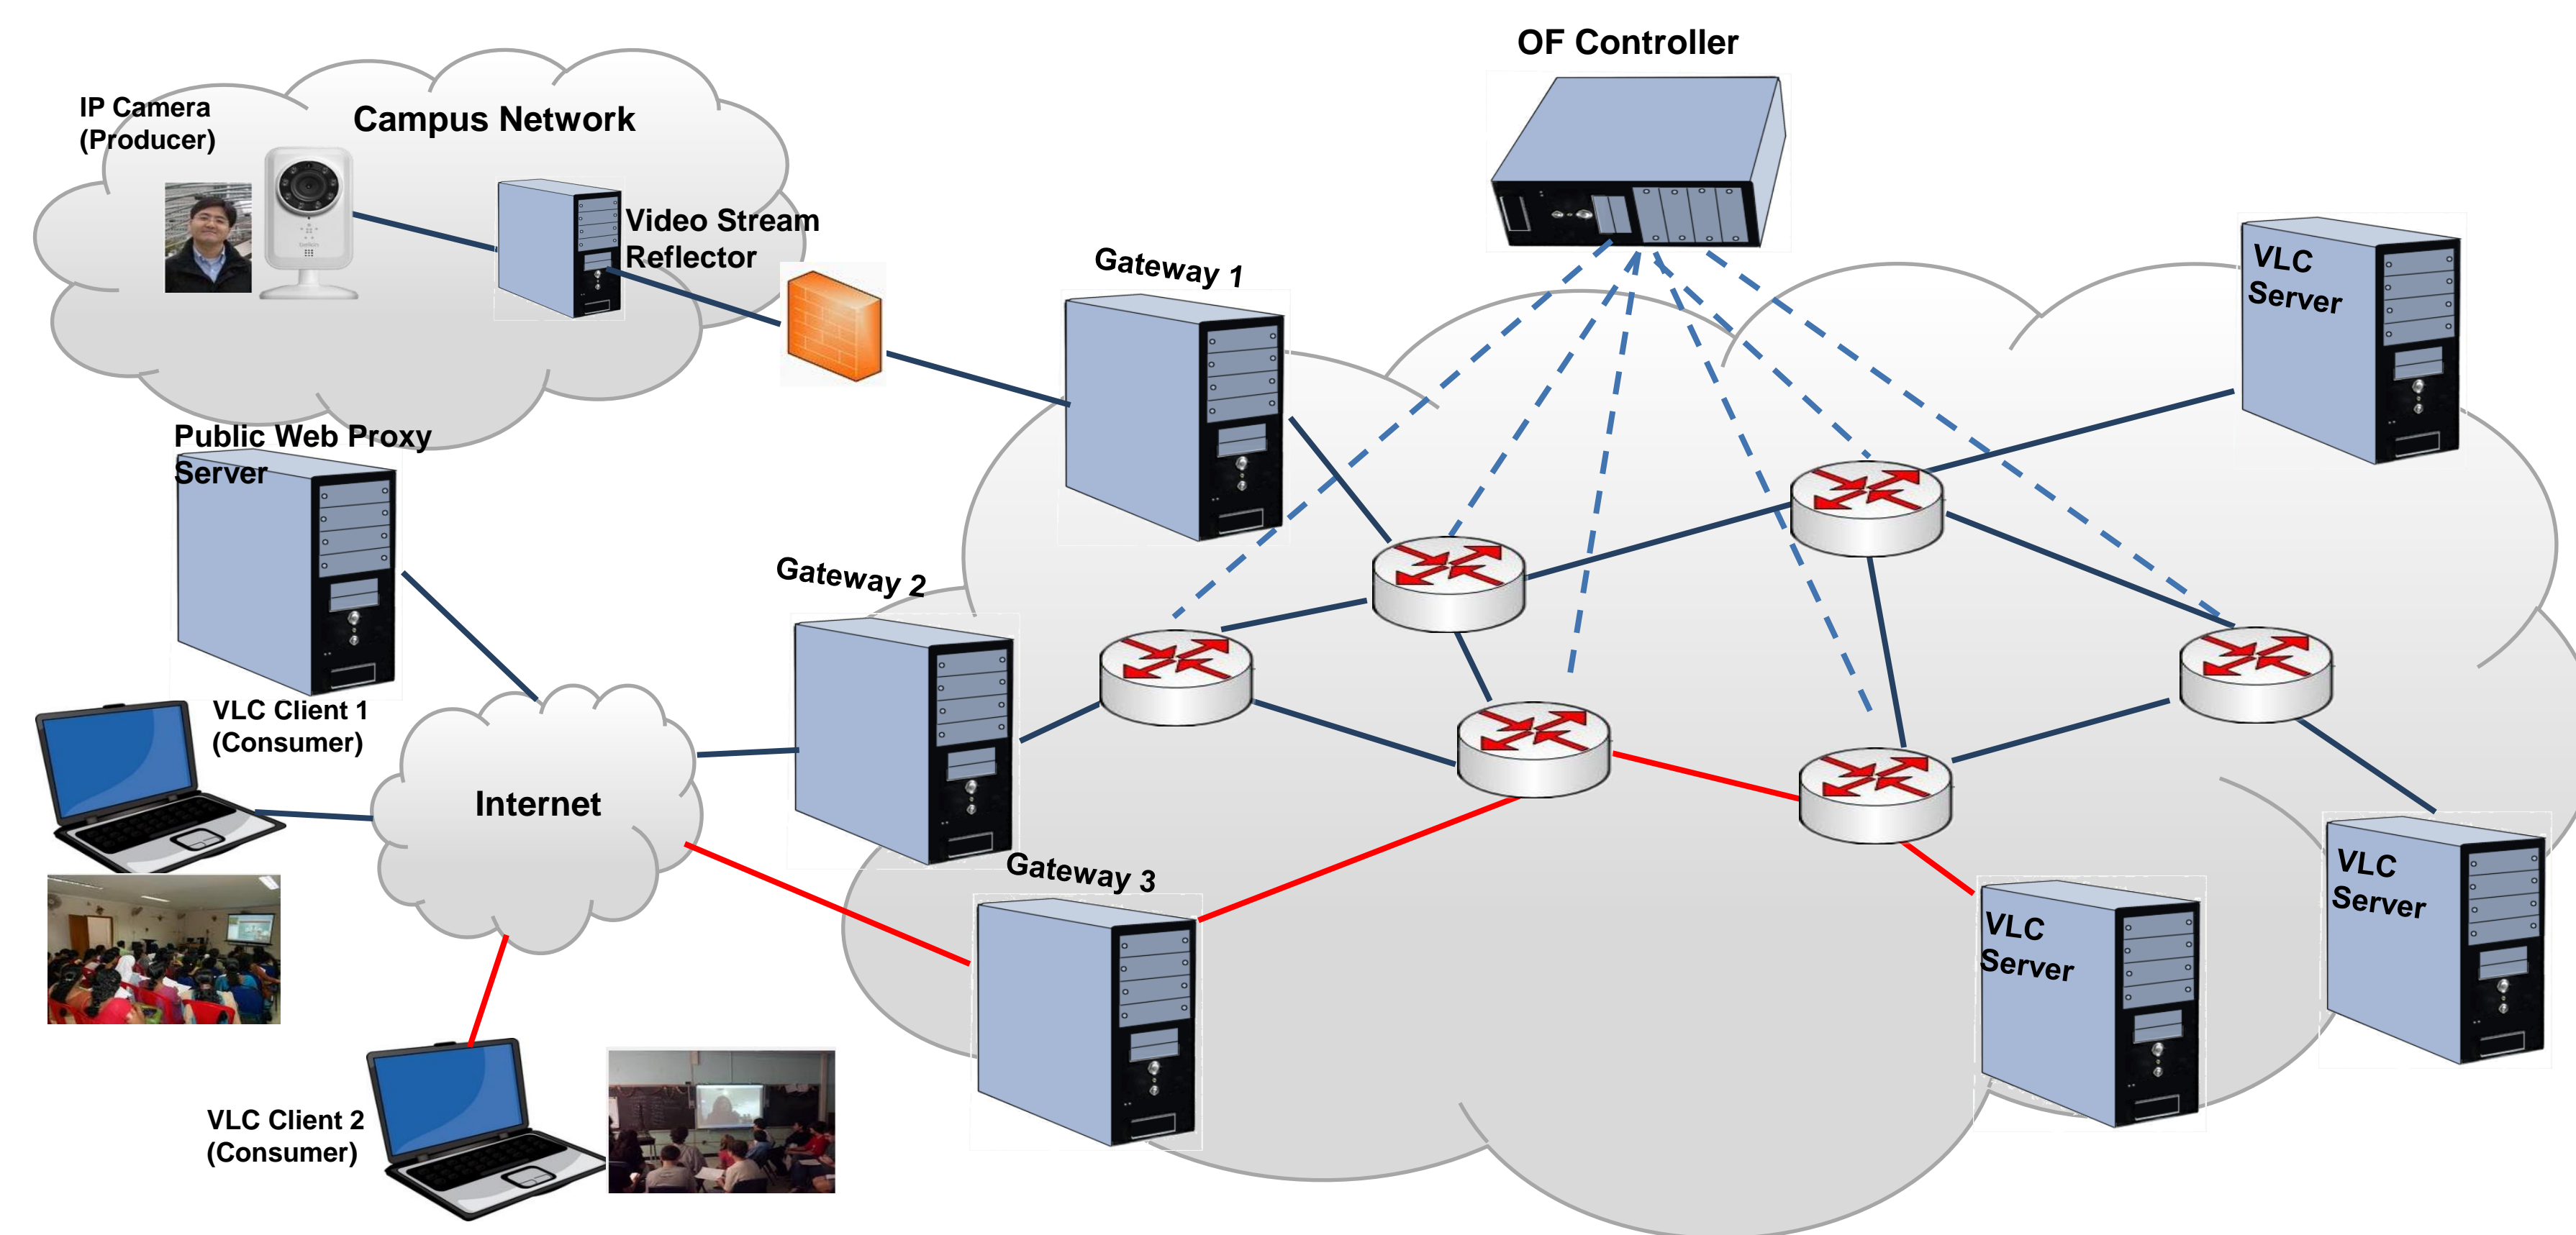 OF Controller
IP Camera
(Producer)
Campus Network
Video Stream
Reflector
Gateway 1
VLC
Server
Public Web Proxy
Server
Gateway 2
VLC Client 1
(Consumer)
Internet
Gateway 3
VLC
Server
VLC
Server
VLC Client 2
(Consumer)